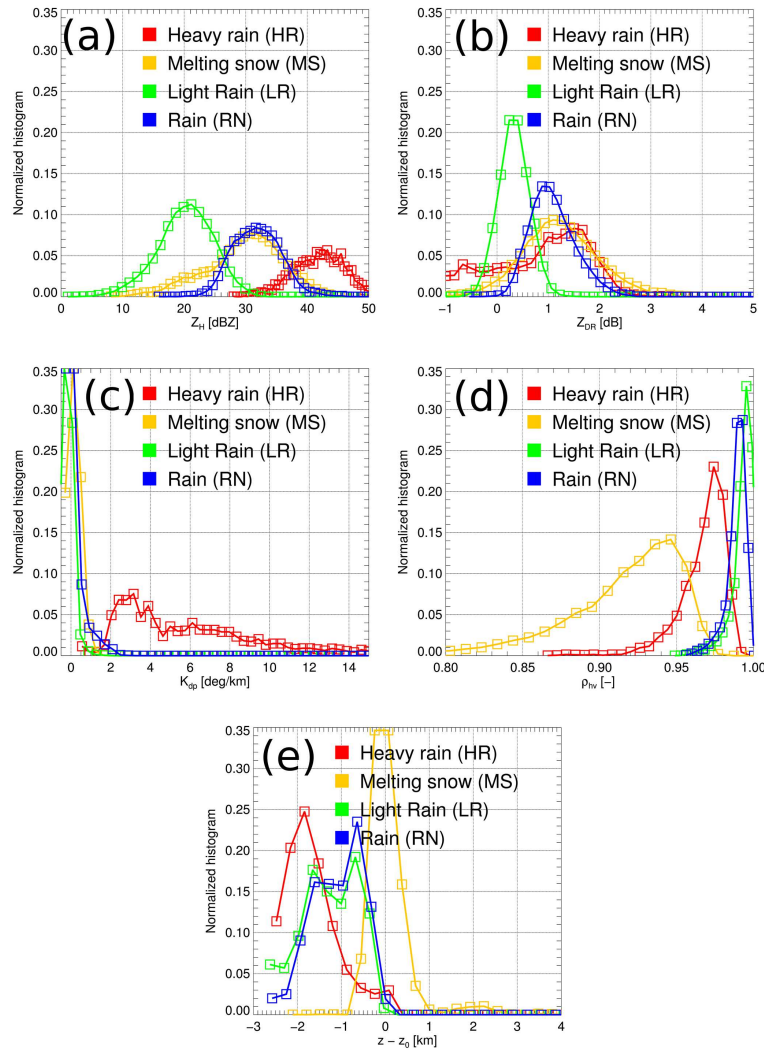 (a)
Heavy rain (HR)
Melting snow (MS)
Light Rain (LR)
Rain (RN)
Normalized histogram
0.35
0.30
0.25
0.20
0.15
0.10
0.05
0.00
0 10 20 30 40 50
Z_H [dBZ]
(b)
Heavy rain (HR)
Melting snow (MS)
Light Rain (LR)
Rain (RN)
Normalized histogram
0.35
0.30
0.25
0.20
0.15
0.10
0.05
0.00
−1 0 1 2 3 4 5
Z_DR [dB]
(c)
Heavy rain (HR)
Melting snow (MS)
Light Rain (LR)
Rain (RN)
Normalized histogram
0.35
0.30
0.25
0.20
0.15
0.10
0.05
0.00
0 2 4 6 8 10 12 14
K_dp [deg/km]
(d)
Heavy rain (HR)
Melting snow (MS)
Light Rain (LR)
Rain (RN)
Normalized histogram
0.35
0.30
0.25
0.20
0.15
0.10
0.05
0.00
0.80 0.85 0.90 0.95 1.00
ρ_hv [-]
(e)
Heavy rain (HR)
Melting snow (MS)
Light Rain (LR)
Rain (RN)
Normalized histogram
0.35
0.30
0.25
0.20
0.15
0.10
0.05
0.00
−3 −2 −1 0 1 2 3 4
z − z_0 [km]